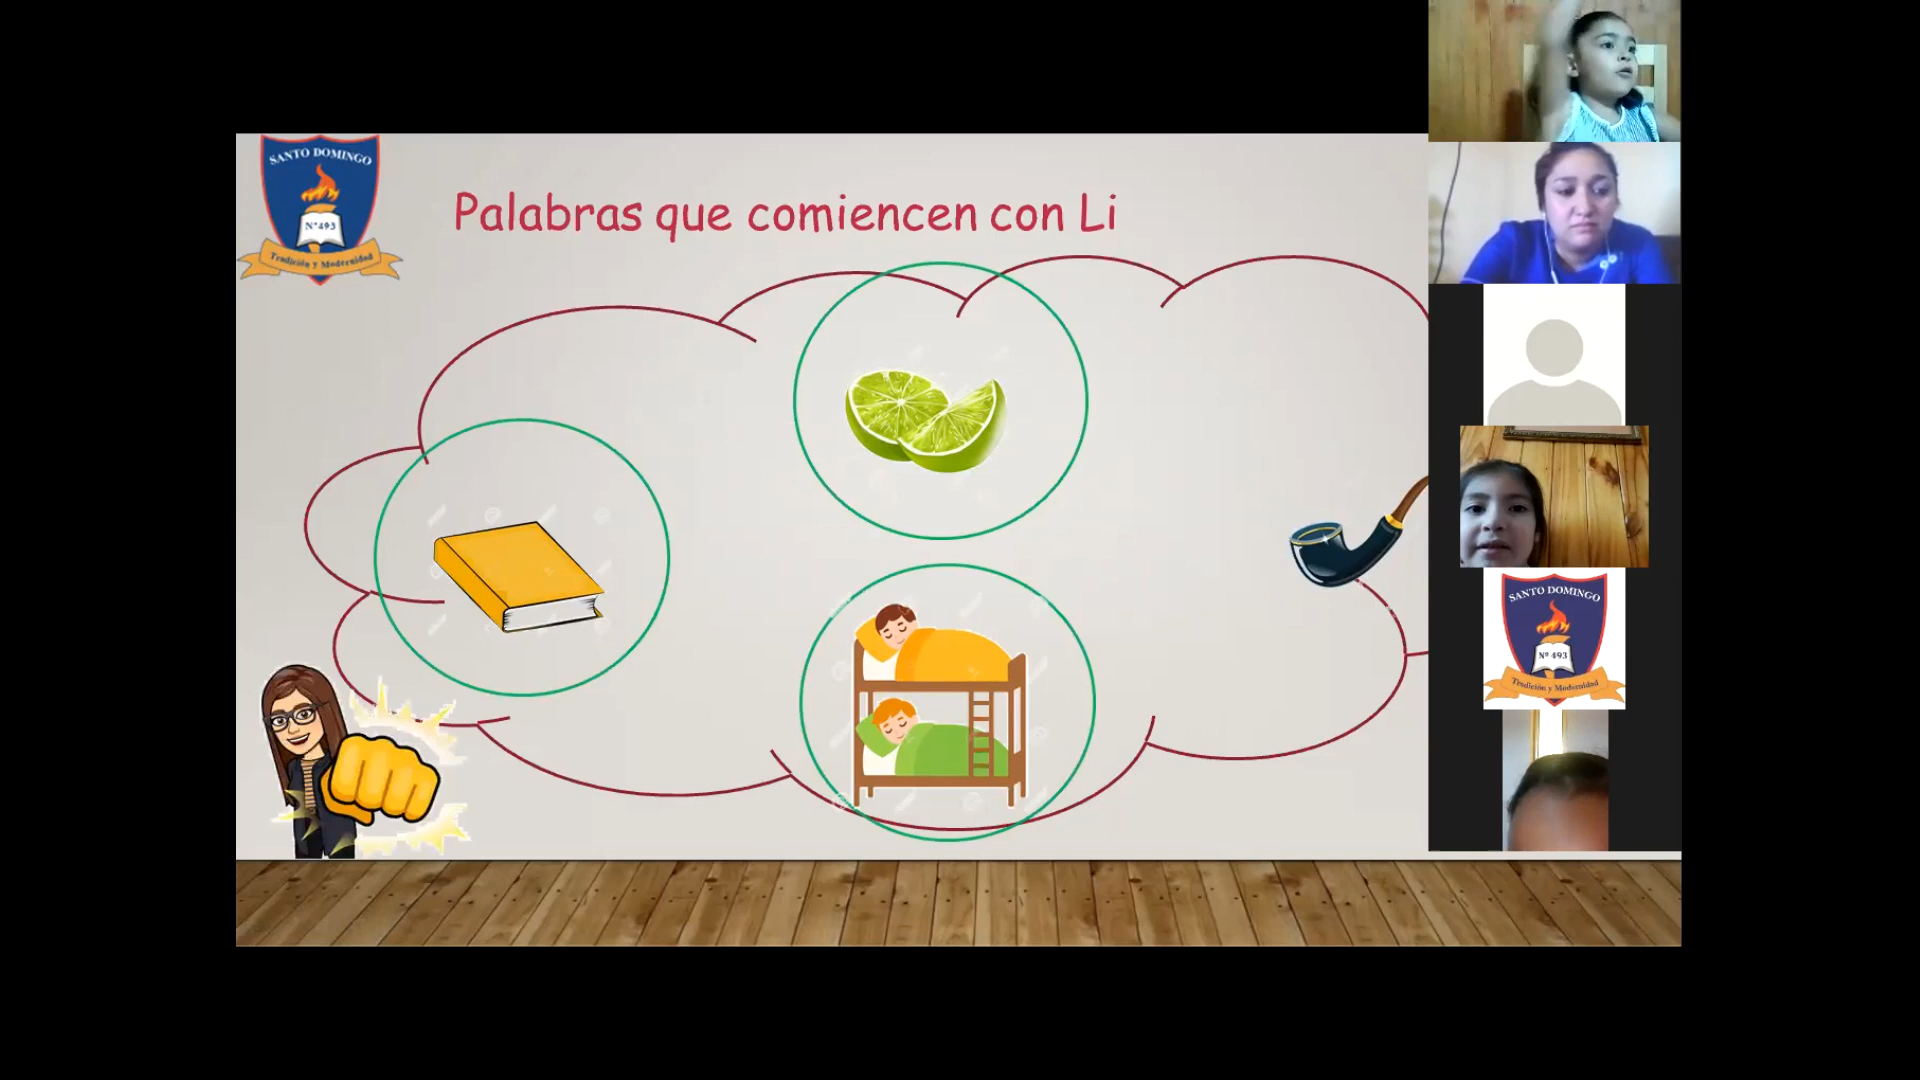 SANTO DOMINGO
N°493
Tradición y Modernidad
Palabras que comiencen con Li
SANTO DOMINGO
Nº 493
Tradición y Modernidad